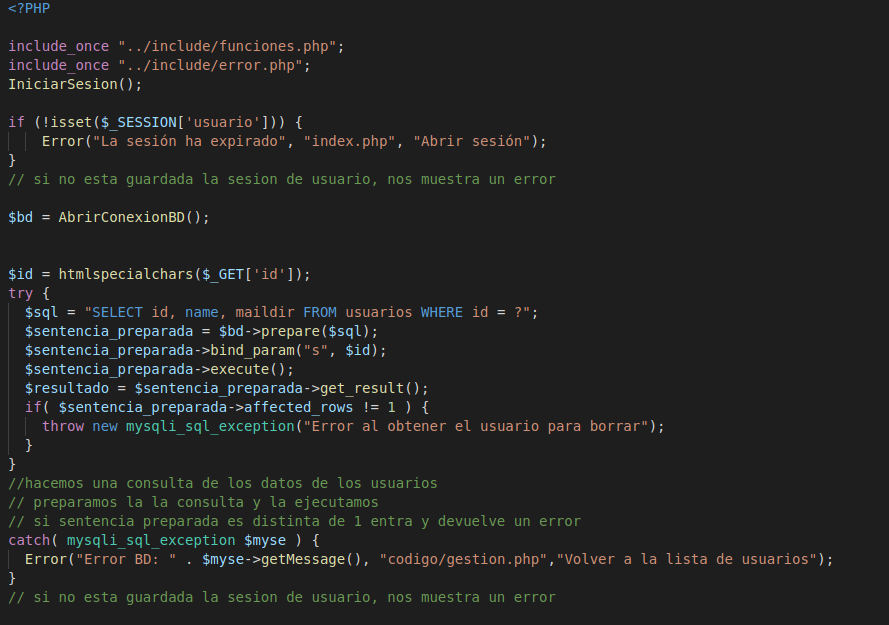 <?PHP
include_once "../include/funciones.php";
include_once "../include/error.php";
IniciarSesion();
if (!isset($_SESSION['usuario'])) {
Error("La sesión ha expirado", "index.php", "Abrir sesión");
}
// si no esta guardada la sesion de usuario, nos muestra un error
$bd = AbrirConexionBD();
$id = htmlspecialchars($_GET['id']);
try {
$sql = "SELECT id, name, maildir FROM usuarios WHERE id = ?";
$sentencia_preparada = $bd->prepare($sql);
$sentencia_preparada->bind_param("s", $id);
$sentencia_preparada->execute();
$resultado = $sentencia_preparada->get_result();
if( $sentencia_preparada->affected_rows != 1 ) {
throw new mysqli_sql_exception("Error al obtener el usuario para borrar");
}
}
//hacemos una consulta de los datos de los usuarios
// preparamos la la consulta y la ejecutamos
// si sentencia preparada es distinta de 1 entra y devuelve un error
catch( mysqli_sql_exception $myse ) {
Error("Error BD: " . $myse->getMessage(), "codigo/gestion.php","Volver a la lista de usuarios");
}
// si no esta guardada la sesion de usuario, nos muestra un error